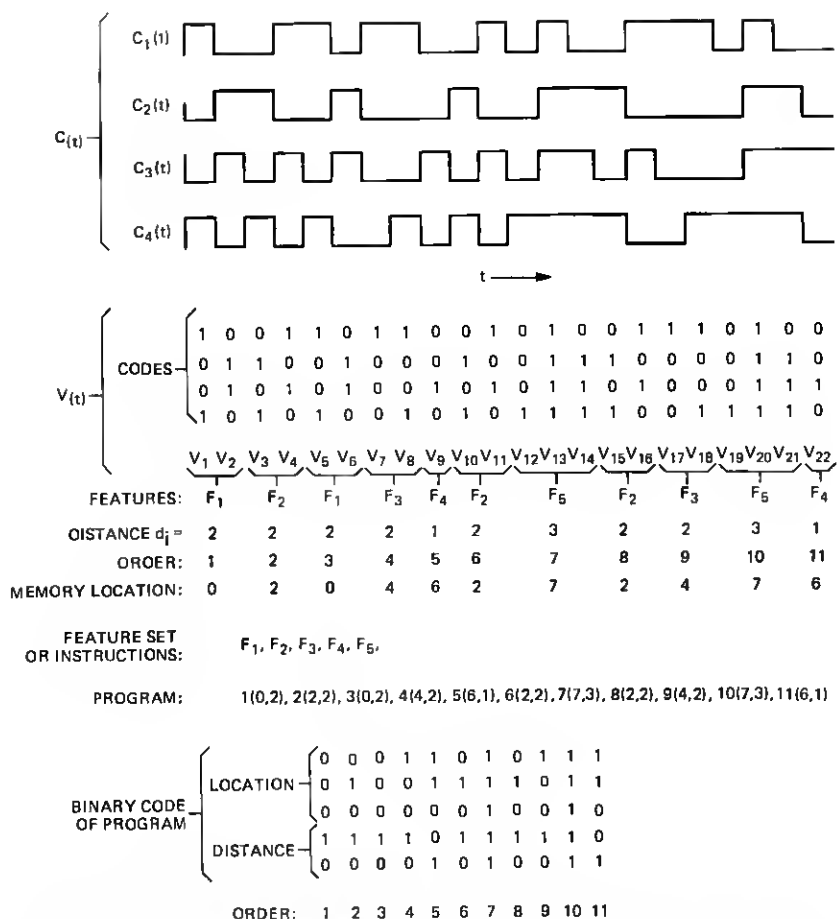 C₁(1)
C₂(t)
C(t)
C₃(t)
C₄(t)
t
1 0 0 1 1 0 1 1 0 0 1 0 1 0 0 1 1 1 0 1 0 0
CODES
0 1 1 0 0 1 0 0 0 1 0 0 1 1 1 0 0 0 0 1 1 0
V(t)
0 1 0 1 0 1 0 0 1 0 1 0 1 1 0 1 0 0 0 1 1 1
1 0 1 0 1 0 0 1 0 1 0 1 1 1 1 0 0 1 1 1 1 0
V₁ V₂ V₃ V₄ V₅ V₆ V₇ V₈ V₉ V₁₀ V₁₁ V₁₂ V₁₃ V₁₄ V₁₅ V₁₆ V₁₇ V₁₈ V₁₉ V₂₀ V₂₁ V₂₂
FEATURES: F₁ F₂ F₁ F₃ F₄ F₂ F₅ F₂ F₃ F₅ F₄
OISTANCE dᵢ = 2 2 2 2 1 2 3 2 2 3 1
OROER: 1 2 3 4 5 6 7 8 9 10 11
MEMORY LOCATION: 0 2 0 4 6 2 7 2 4 7 6
FEATURE SET
OR INSTRUCTIONS: F₁, F₂, F₃, F₄, F₅,
PROGRAM: 1(0,2), 2(2,2), 3(0,2), 4(4,2), 5(6,1), 6(2,2), 7(7,3), 8(2,2), 9(4,2), 10(7,3), 11(6,1)
0 0 0 1 1 0 1 0 1 1 1
LOCATION 0 1 0 0 1 1 1 1 0 1 1
BINARY CODE
OF PROGRAM
0 0 0 0 0 0 1 0 0 1 0
1 1 1 1 0 1 1 1 1 1 0
DISTANCE
0 0 0 0 1 0 1 0 0 1 1
ORDER: 1 2 3 4 5 6 7 8 9 10 11